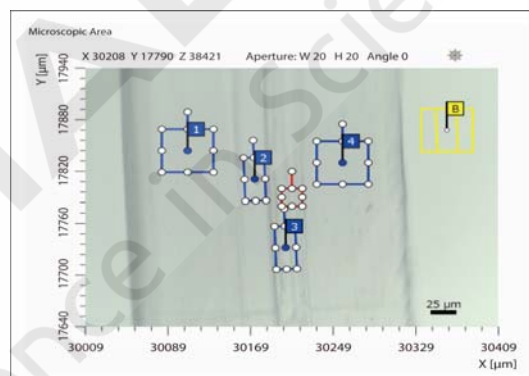 Microscopic Area
X 30208 Y 17790 Z 38421 Aperture: W 20 H 20 Angle 0
Y [µm]
17940
17880
17820
17760
17700
17640
1
2
3
4
B
25 µm
30009 30089 30169 30249 30329 30409
X [µm]